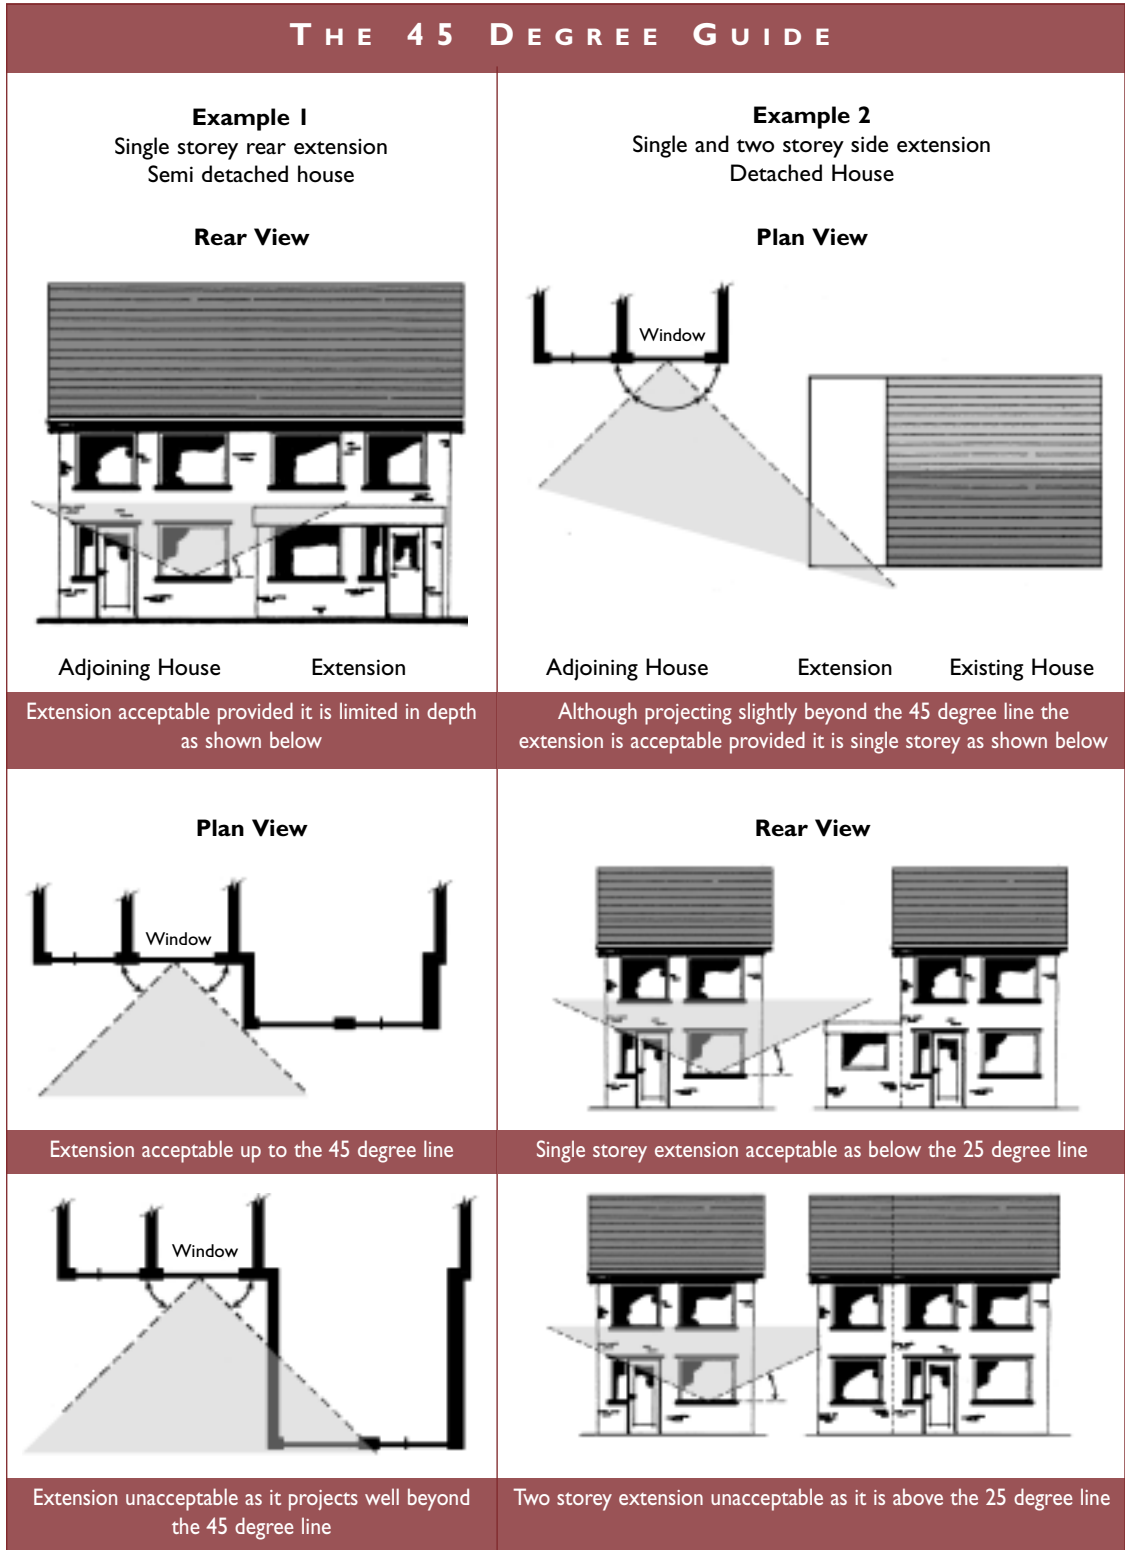 THE 45 DEGREE GUIDE
Example 1
Single storey rear extension
Semi detached house
Rear View
Adjoining House
Extension
Extension acceptable provided it is limited in depth
as shown below
Plan View
Window
Extension acceptable up to the 45 degree line
Window
Extension unacceptable as it projects well beyond
the 45 degree line
Example 2
Single and two storey side extension
Detached House
Plan View
Window
Adjoining House
Extension
Existing House
Although projecting slightly beyond the 45 degree line the
extension is acceptable provided it is single storey as shown below
Rear View
Single storey extension acceptable as below the 25 degree line
Two storey extension unacceptable as it is above the 25 degree line